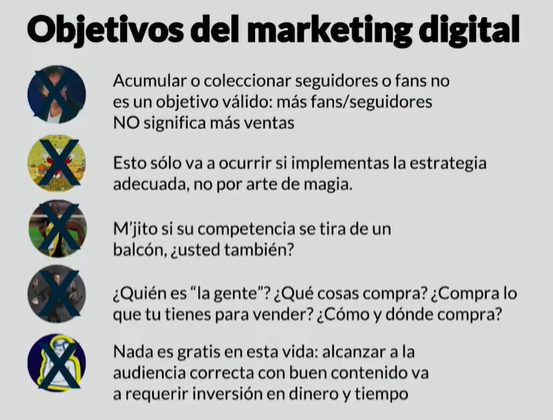 Objetivos del marketing digital
Acumular o coleccionar seguidores o fans no
es un objetivo válido: más fans/seguidores
NO significa más ventas
Esto sólo va a ocurrir si implementas la estrategia
adecuada, no por arte de magia.
M'jito si su competencia se tira de un
balcón, ¿usted también?
¿Quién es “la gente”? ¿Qué cosas compra? ¿Compra lo
que tu tienes para vender? ¿Cómo y dónde compra?
Nada es gratis en esta vida: alcanzar a la
audiencia correcta con buen contenido va
a requerir inversión en dinero y tiempo